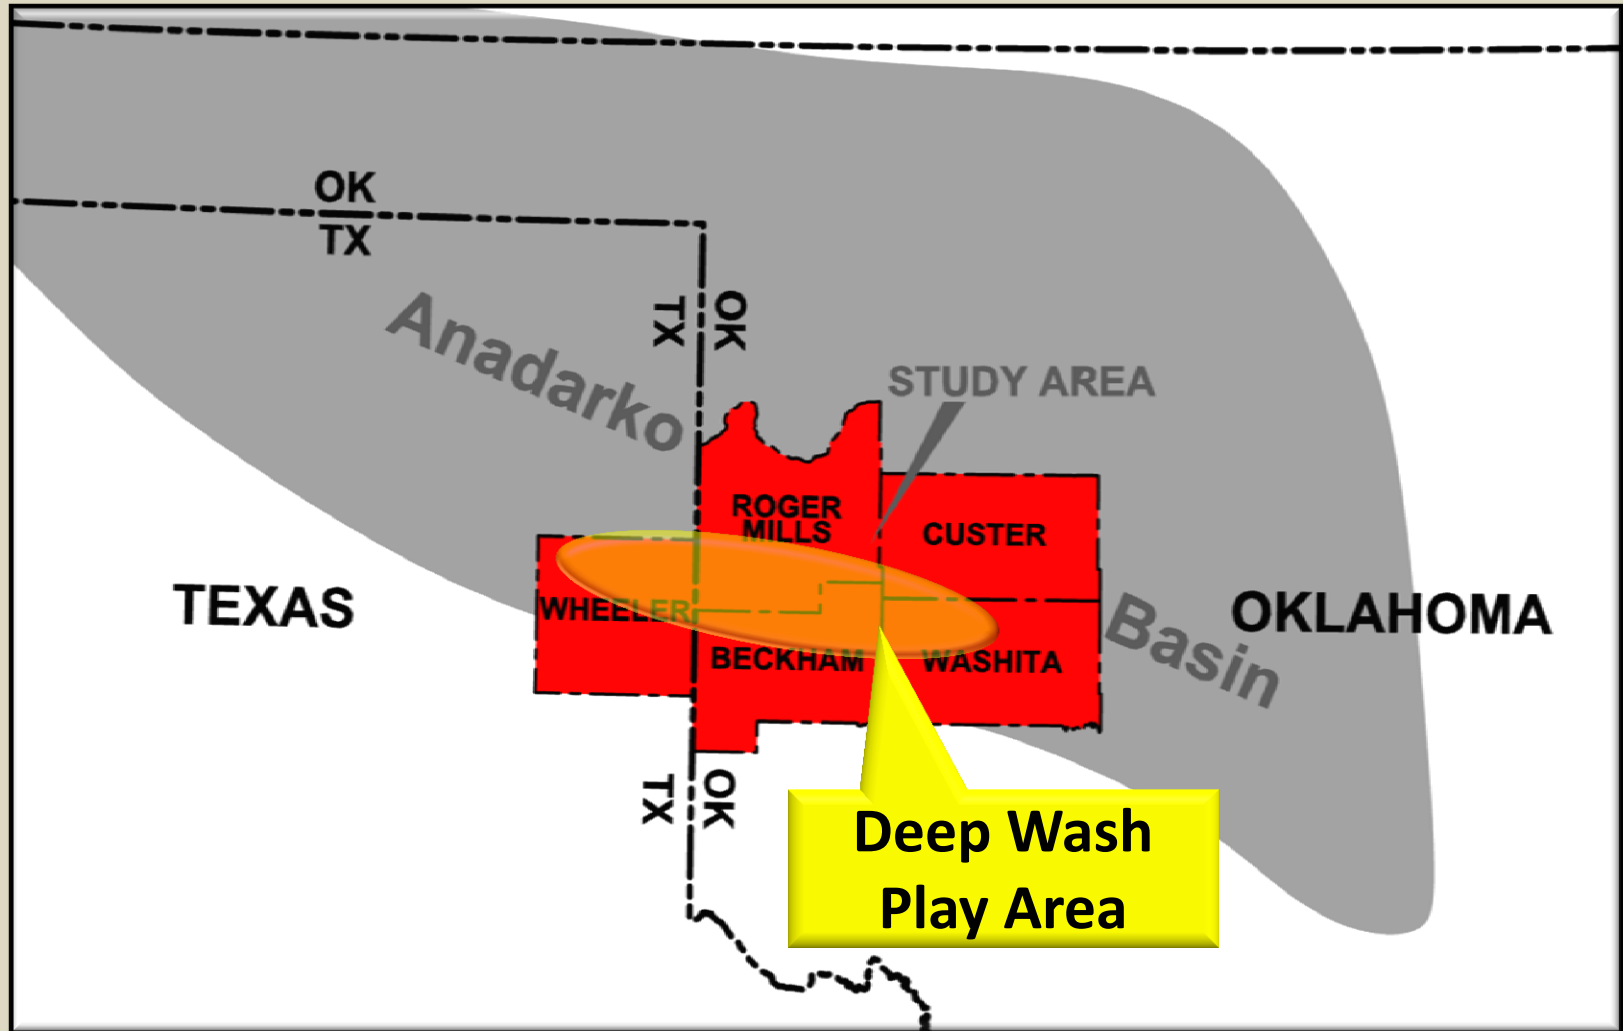 OK
TX
OK
TX
Anadarko
STUDY AREA
ROGER
MILLS
CUSTER
TEXAS
WHEELER
Basin
OKLAHOMA
BECKHAM
WASHITA
OK
TX
Deep Wash
Play Area